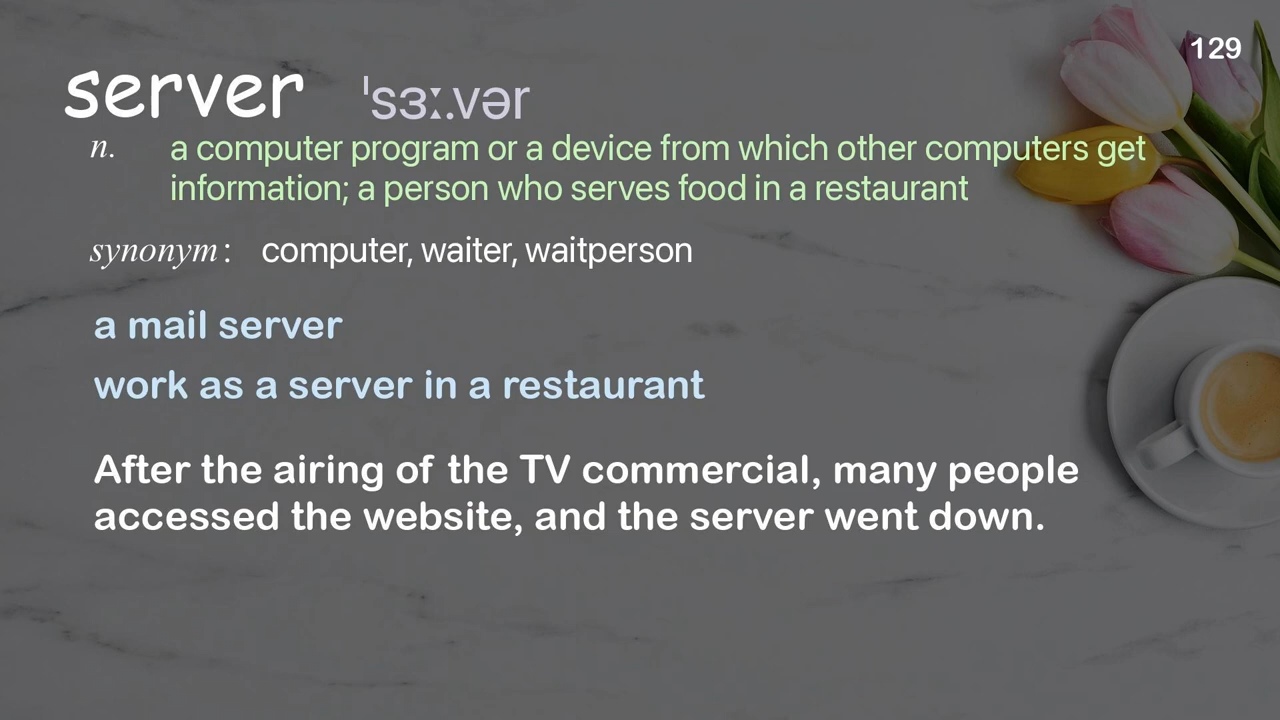 129
server ˈsɜː.vər
n. a computer program or a device from which other computers get
information; a person who serves food in a restaurant
synonym: computer, waiter, waitperson
a mail server
work as a server in a restaurant
After the airing of the TV commercial, many people
accessed the website, and the server went down.